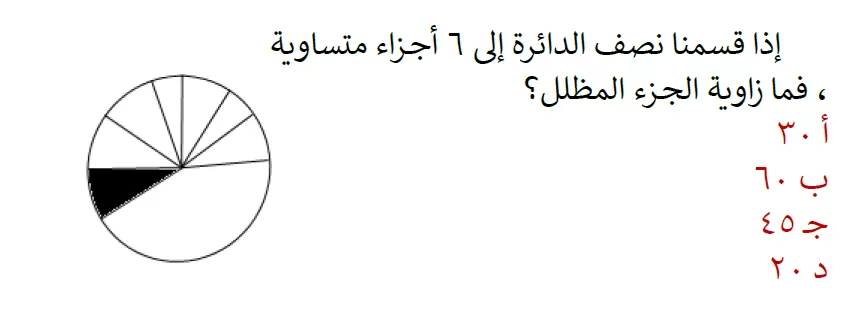 إذا قسمنا نصف الدائرة إلى ٦ أجزاء متساوية
، فما زاوية الجزء المظلل؟
أ ٣٠
ب ٦٠
جـ ٤٥
د ٢٠